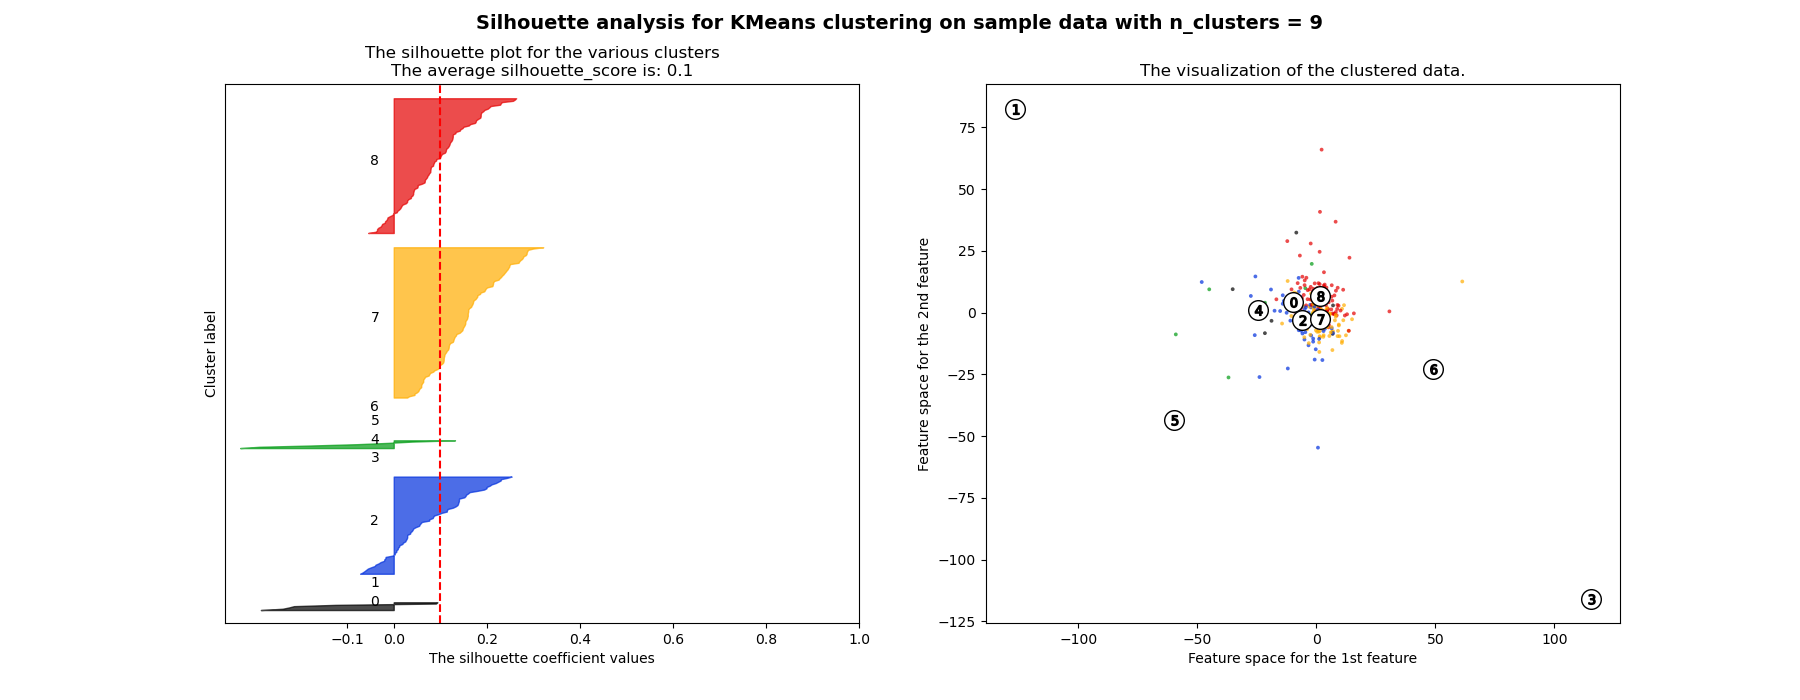 Silhouette analysis for KMeans clustering on sample data with n_clusters = 9
The silhouette plot for the various clusters
The average silhouette_score is: 0.1
8
7
6
5
4
3
2
1
0
Cluster label
−0.1 0.0 0.2 0.4 0.6 0.8 1.0
The silhouette coefficient values
The visualization of the clustered data.
75
50
25
0
−25
−50
−75
−100
−125
Feature space for the 2nd feature
1
8
0
4
2 7
6
5
3
−100 −50 0 50 100
Feature space for the 1st feature